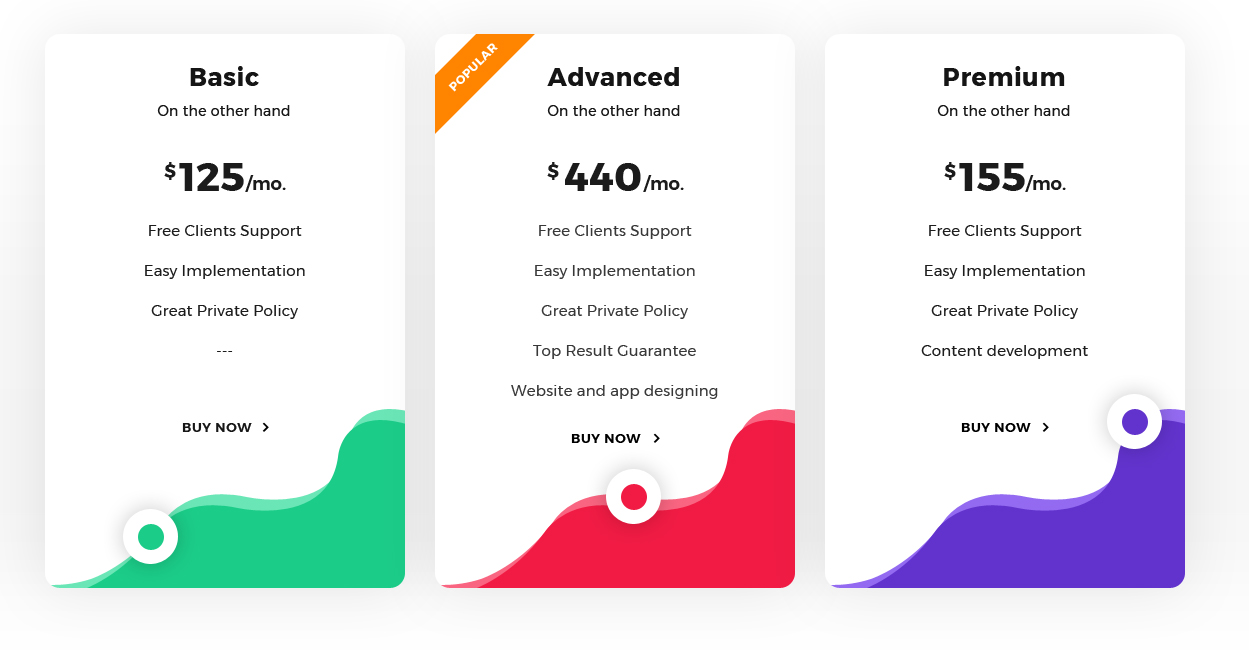 Basic
On the other hand
$125/mo.
Free Clients Support
Easy Implementation
Great Private Policy
---
BUY NOW
POPULAR
Advanced
On the other hand
$440/mo.
Free Clients Support
Easy Implementation
Great Private Policy
Top Result Guarantee
Website and app designing
BUY NOW
Premium
On the other hand
$155/mo.
Free Clients Support
Easy Implementation
Great Private Policy
Content development
BUY NOW